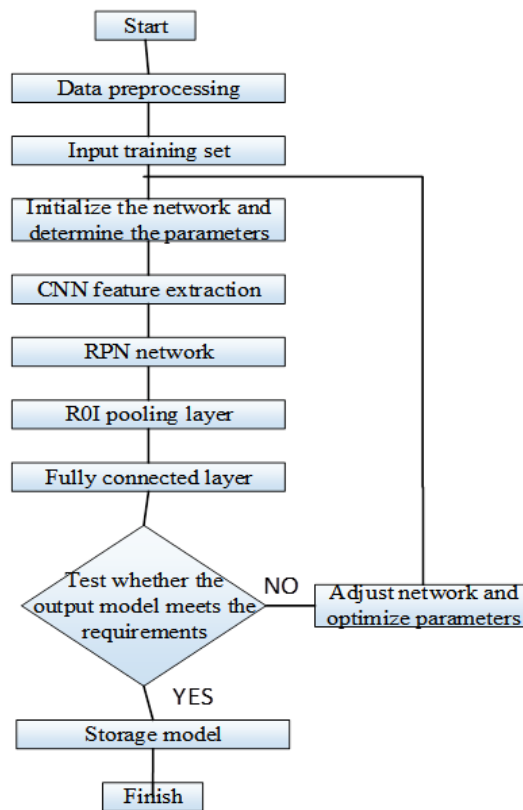 Start
Data preprocessing
Input training set
Initialize the network and
determine the parameters
CNN feature extraction
RPN network
R0I pooling layer
Fully connected layer
Test whether the
output model meets the
requirements
NO
Adjust network and
optimize parameters
YES
Storage model
Finish